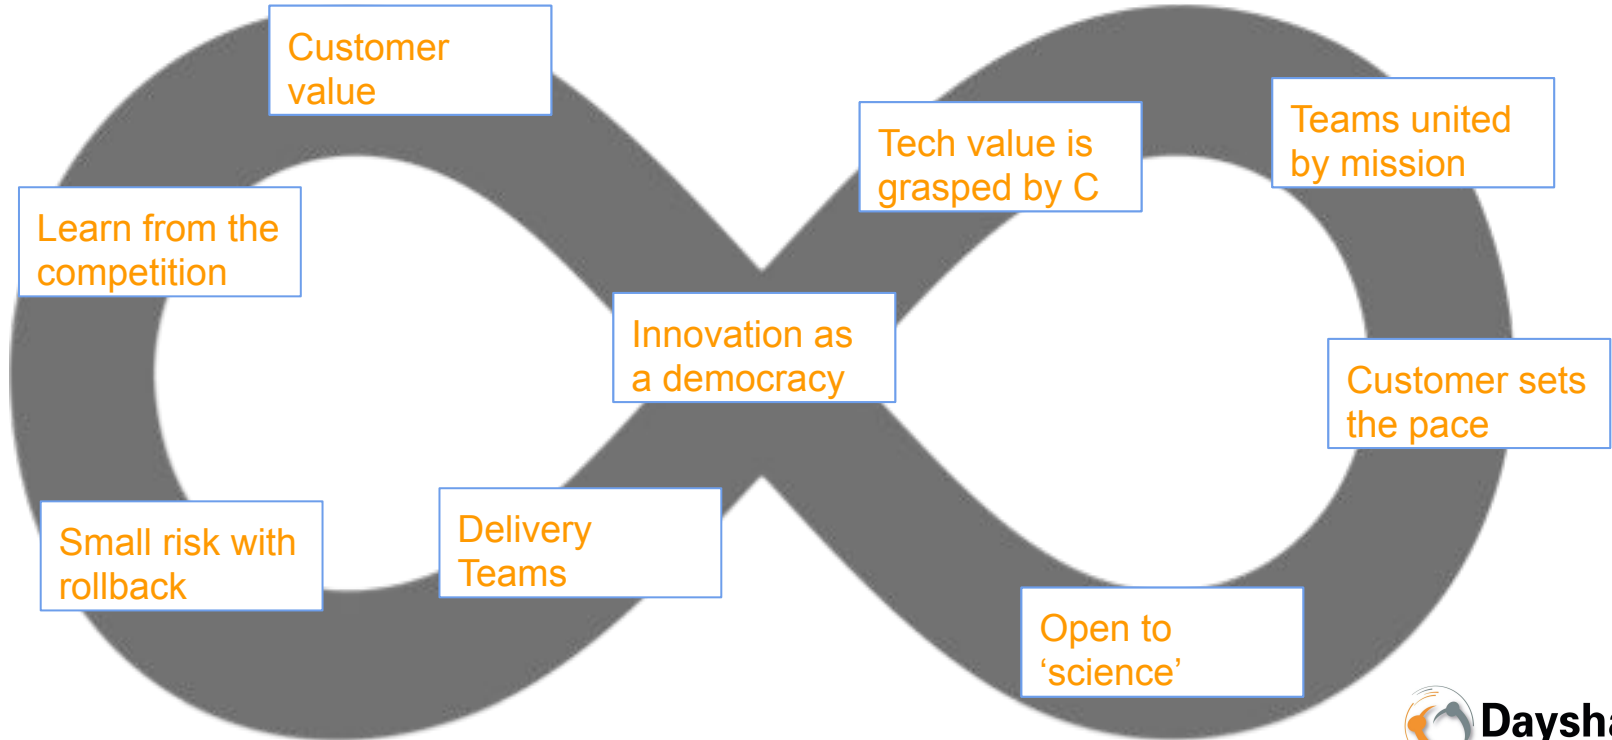 Customer
value
Tech value is
grasped by C
Teams united
by mission
Learn from the
competition
Innovation as
a democracy
Customer sets
the pace
Small risk with
rollback
Delivery
Teams
Open to
‘science’